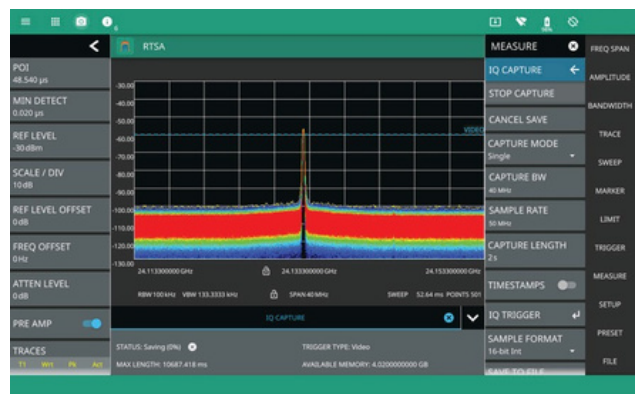 6
90%
RTSA
POI
48.540 µs
MIN DETECT
0.020 µs
REF LEVEL
-30 dBm
SCALE / DIV
10 dB
REF LEVEL OFFSET
0 dB
FREQ OFFSET
0 Hz
ATTEN LEVEL
0 dB
PRE AMP
TRACES
-30.00
-40.00
-50.00
-60.00
-70.00
-80.00
-90.00
-100.00
-110.00
-120.00
-130.00
VIDEO
24.113300000 GHz
24.133300000 GHz
24.153300000 GHz
RBW 100 kHz VBW 133.3333 kHz
SPAN 40 MHz
SWEEP 52.64 ms POINTS 501
IQ CAPTURE
STATUS: Saving (0%)
TRIGGER TYPE: Video
MAX LENGTH: 10687.418 ms
AVAILABLE MEMORY: 4.0200000000 GB
MEASURE
IQ CAPTURE
STOP CAPTURE
CANCEL SAVE
CAPTURE MODE
Single
CAPTURE BW
40 MHz
SAMPLE RATE
50 MHz
CAPTURE LENGTH
2 s
TIMESTAMPS
IQ TRIGGER
SAMPLE FORMAT
16-bit Int
SAVE TO FILE
FREQ SPAN
AMPLITUDE
BANDWIDTH
TRACE
SWEEP
MARKER
LIMIT
TRIGGER
MEASURE
SETUP
PRESET
FILE